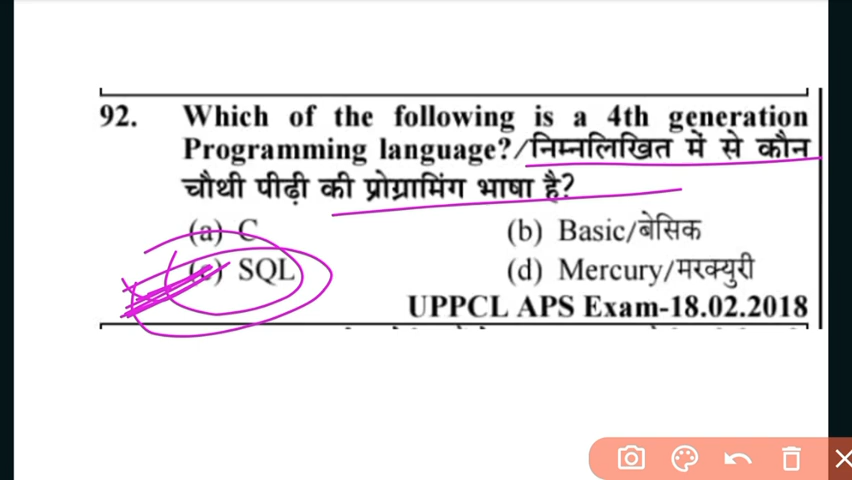 92. Which of the following is a 4th generation
Programming language?/निम्नलिखित में से कौन
चौथी पीढ़ी की प्रोग्रामिंग भाषा है?
(a) C (b) Basic/बेसिक
(c) SQL (d) Mercury/मरक्युरी
UPPCL APS Exam-18.02.2018